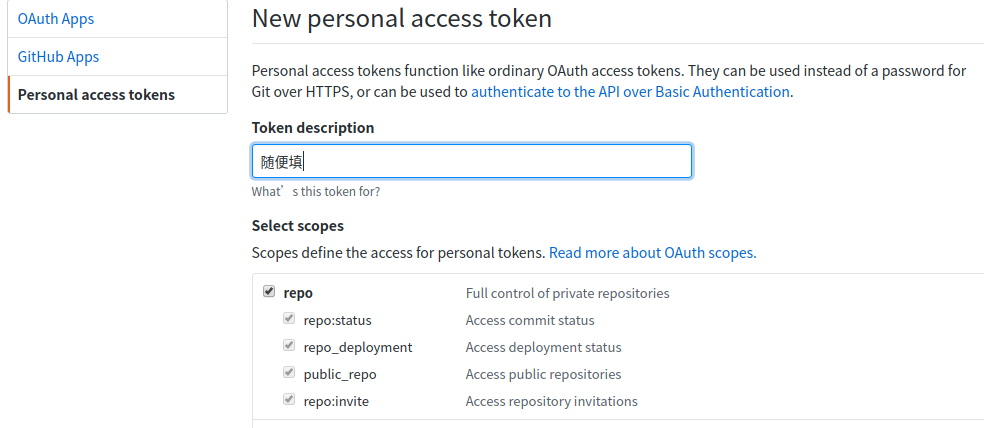 OAuth Apps
GitHub Apps
Personal access tokens
New personal access token
Personal access tokens function like ordinary OAuth access tokens. They can be used instead of a password for
Git over HTTPS, or can be used to authenticate to the API over Basic Authentication.
Token description
随便填
What’s this token for?
Select scopes
Scopes define the access for personal tokens. Read more about OAuth scopes.
repo Full control of private repositories
repo:status Access commit status
repo_deployment Access deployment status
public_repo Access public repositories
repo:invite Access repository invitations